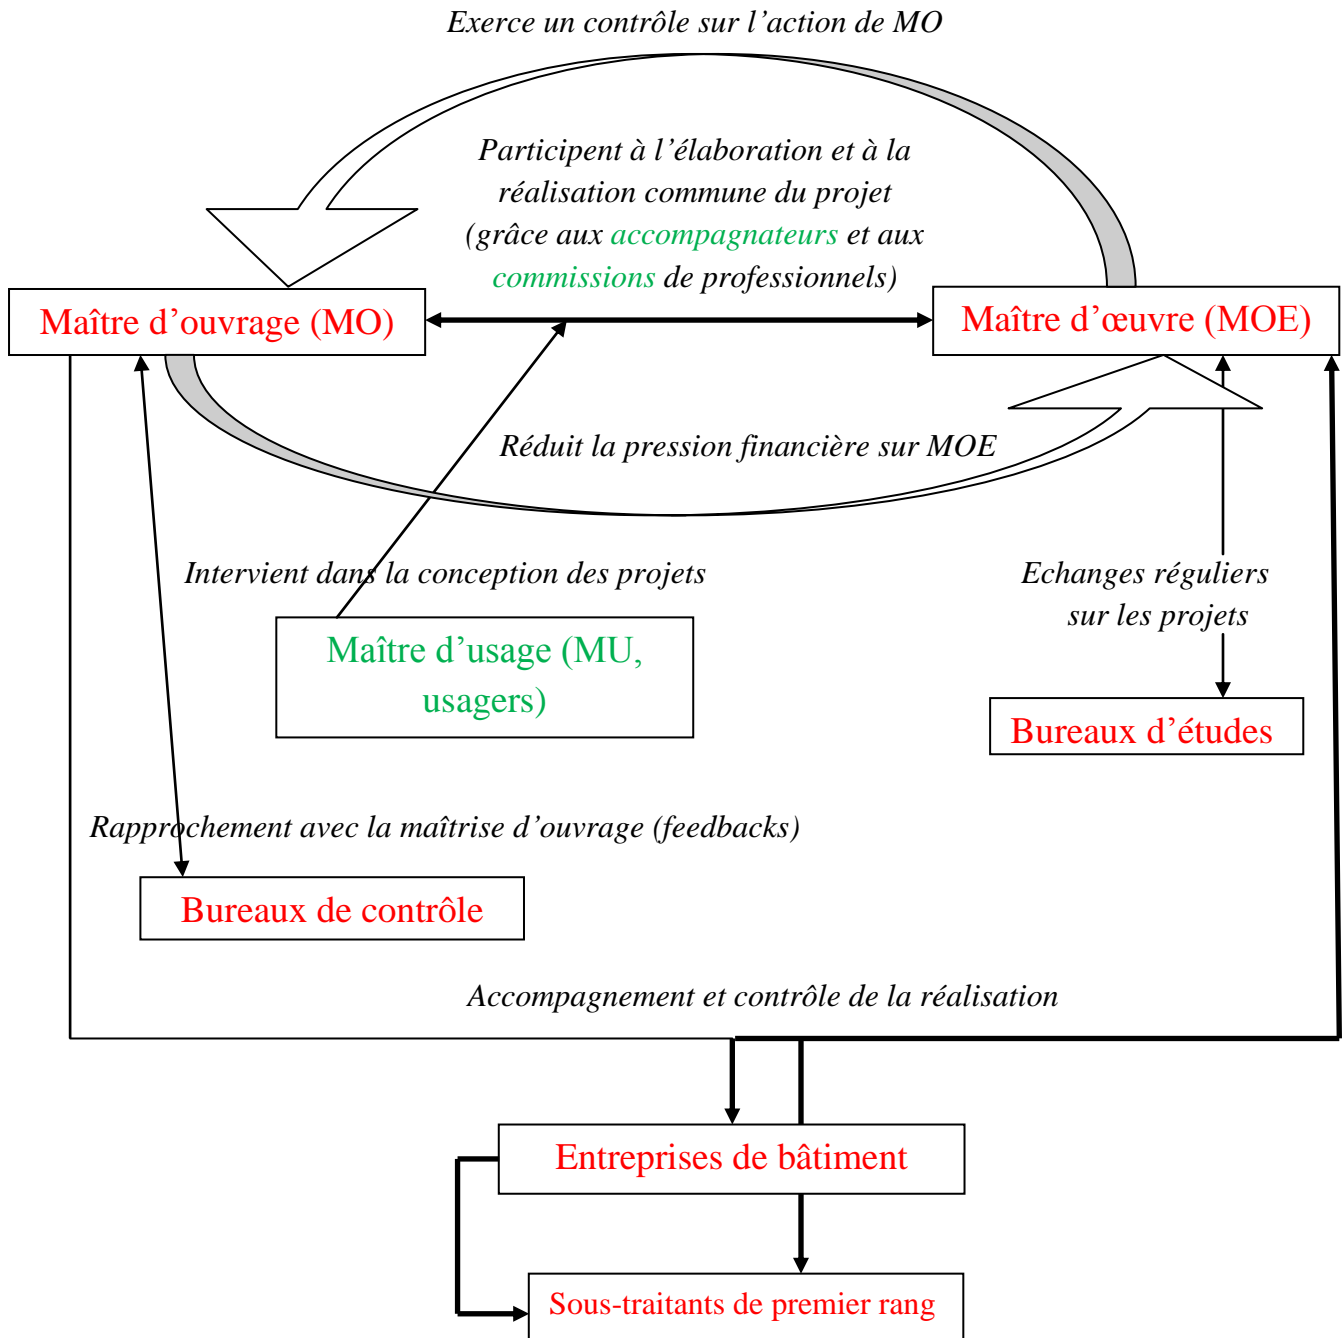 Exerce un contrôle sur l’action de MO
Participent à l’élaboration et à la
réalisation commune du projet
(grâce aux accompagnateurs et aux
commissions de professionnels)
Maître d’ouvrage (MO)
Maître d’œuvre (MOE)
Réduit la pression financière sur MOE
Intervient dans la conception des projets
Echanges réguliers
sur les projets
Maître d’usage (MU,
usagers)
Bureaux d’études
Rapprochement avec la maîtrise d’ouvrage (feedbacks)
Bureaux de contrôle
Accompagnement et contrôle de la réalisation
Entreprises de bâtiment
Sous-traitants de premier rang